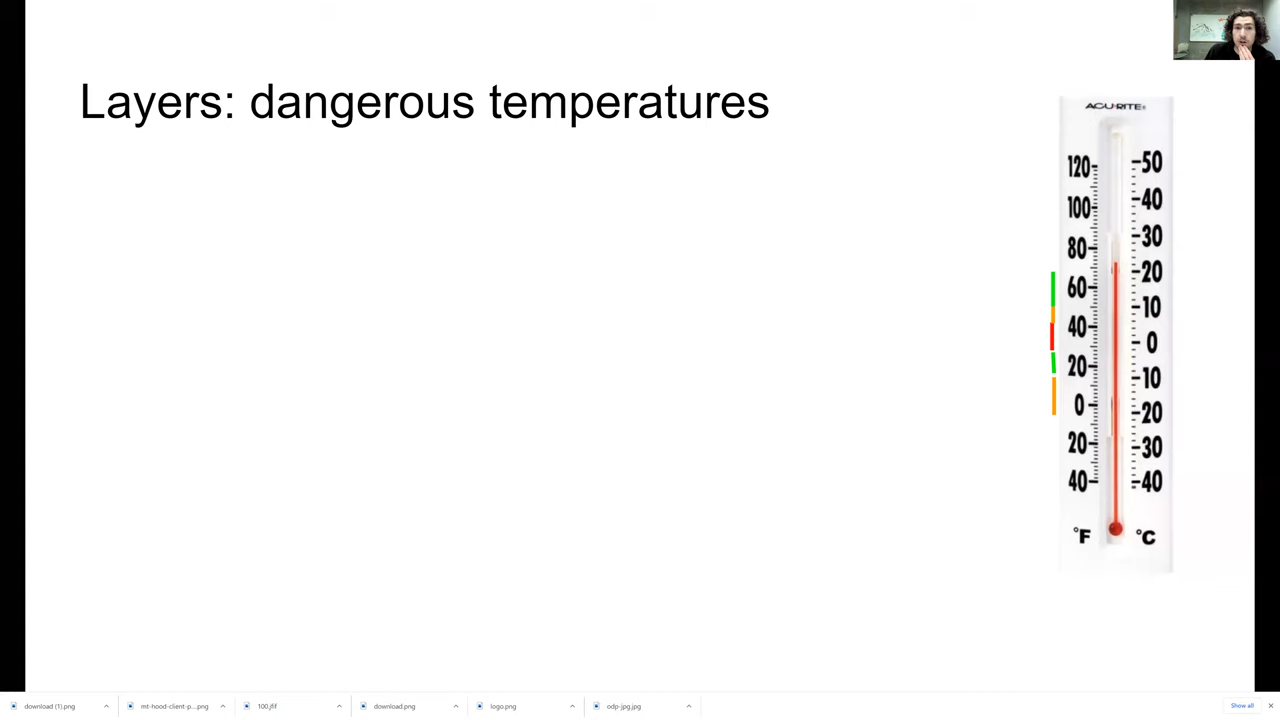 Layers: dangerous temperatures
ACU·RITE®
120 50
100 40
80 30
60 20
40 10
20 0
0 10
20 20
40 30
40
°F °C
download (1).png
mt-hood-client-p...png
100.jfif
download.png
logo.png
odp-jpg.jpg
Show all